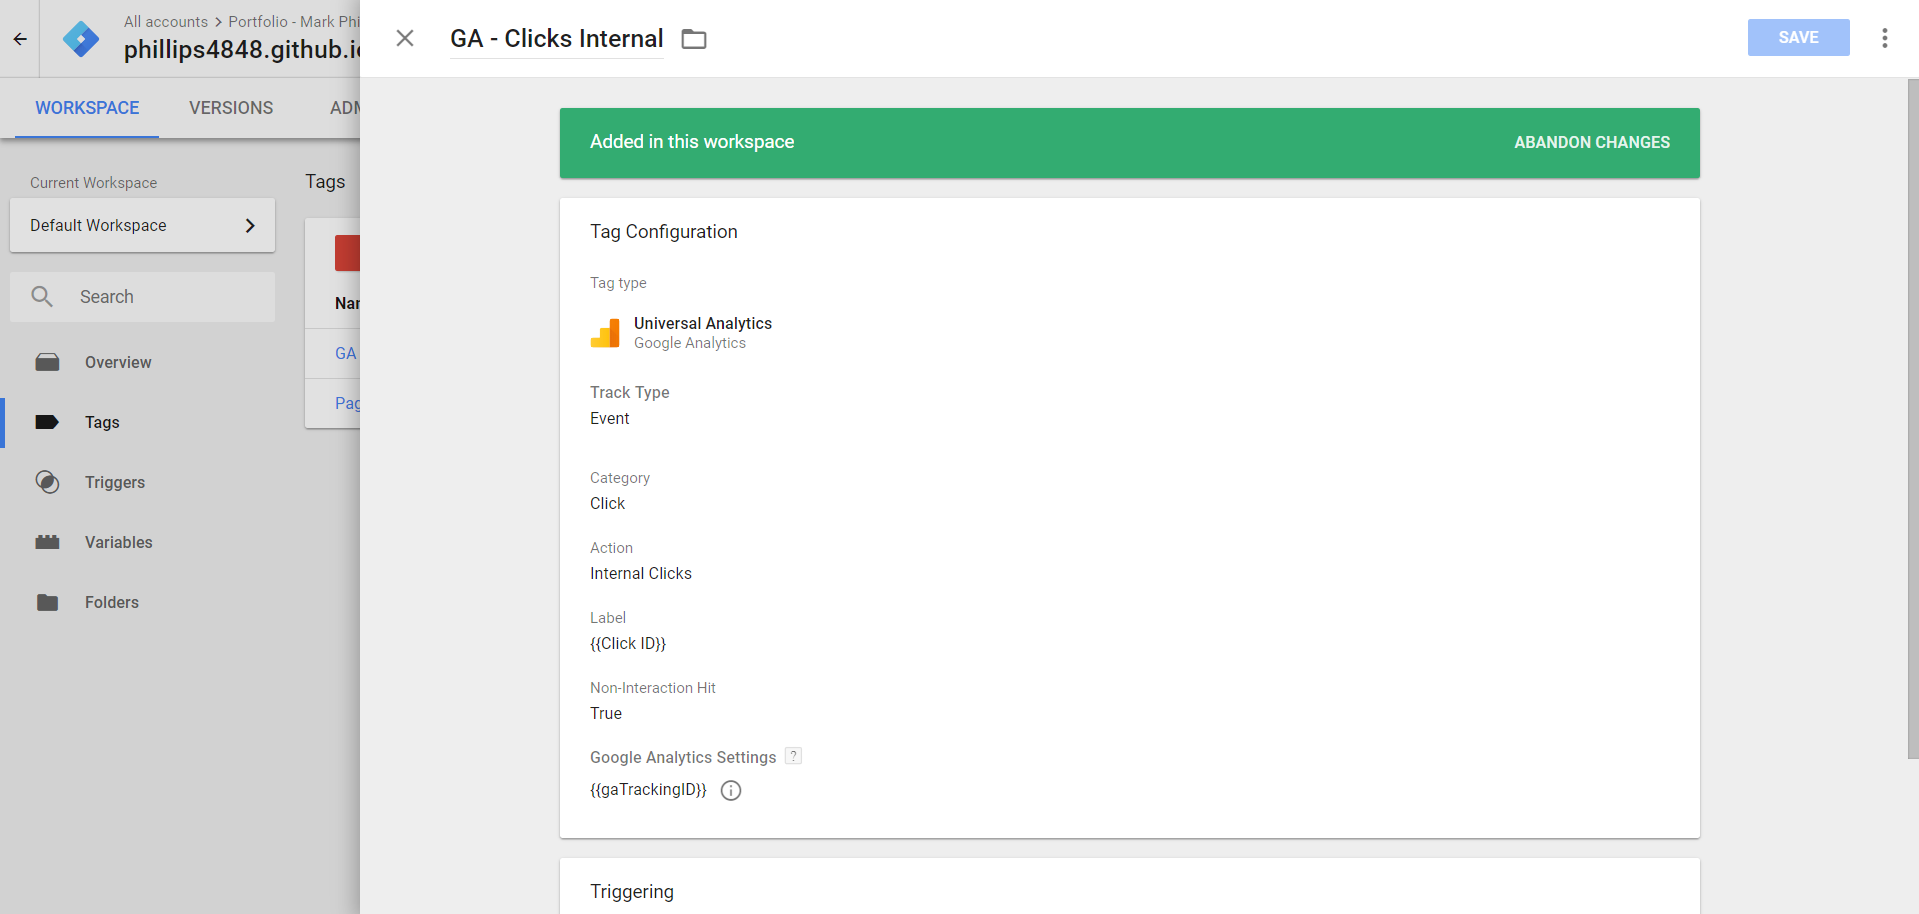 All accounts > Portfolio - Mark Phi
phillips4848.github.io
GA - Clicks Internal
SAVE
WORKSPACE
VERSIONS
ADM
Current Workspace
Default Workspace
Search
Overview
Tags
Triggers
Variables
Folders
Tags
Nam
GA
Pag
Added in this workspace
ABANDON CHANGES
Tag Configuration
Tag type
Universal Analytics
Google Analytics
Track Type
Event
Category
Click
Action
Internal Clicks
Label
{{Click ID}}
Non-Interaction Hit
True
Google Analytics Settings ?
{{gaTrackingID}}
Triggering